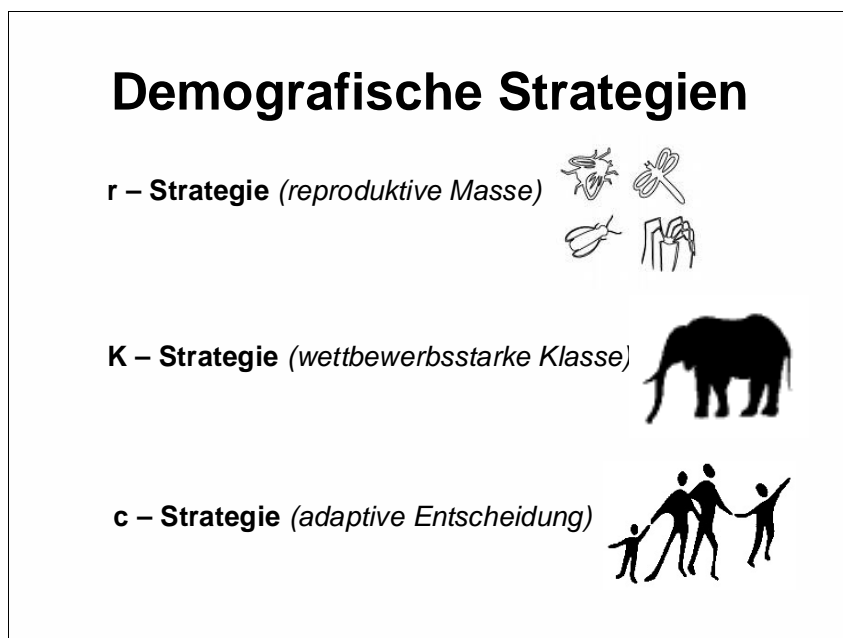 Demografische Strategien
r – Strategie (reproduktive Masse)
K – Strategie (wettbewerbsstarke Klasse)
c – Strategie (adaptive Entscheidung)